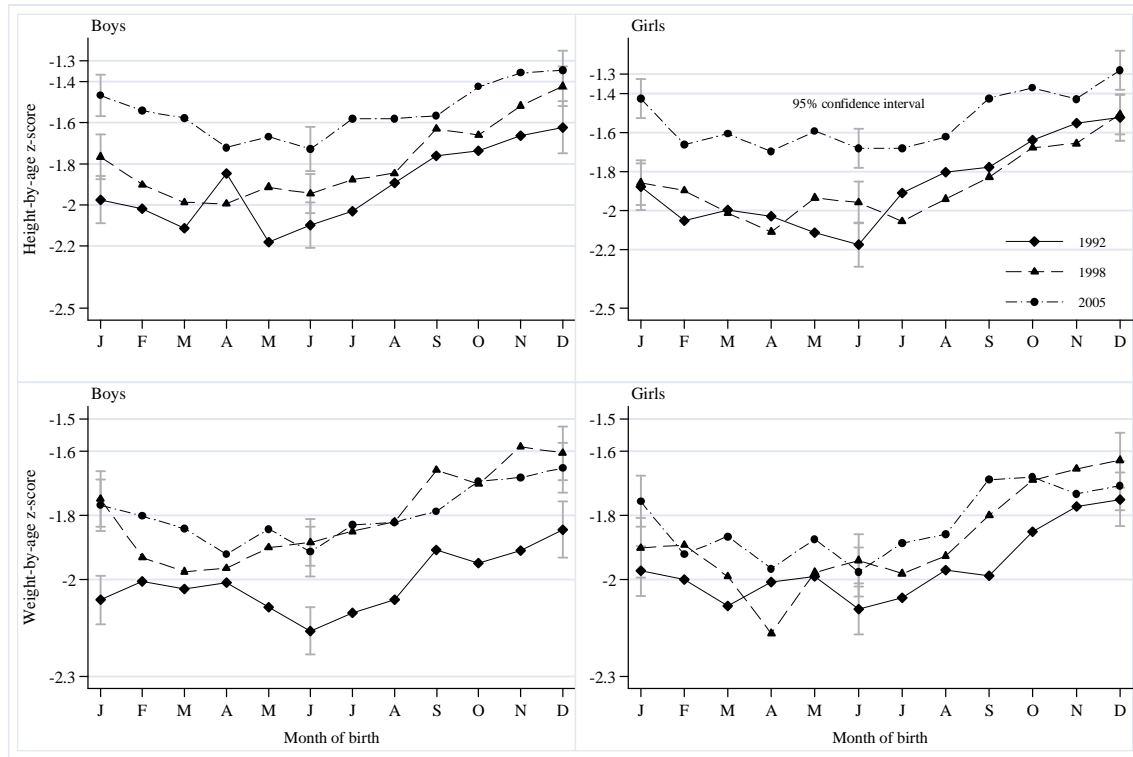 Boys
Height-by-age z-score
-1.3
-1.4
-1.6
-1.8
-2
-2.2
-2.5
J F M A M J J A S O N D
Girls
-1.3
-1.4
-1.6
-1.8
-2
-2.2
-2.5
95% confidence interval
1992
1998
2005
J F M A M J J A S O N D
Boys
Weight-by-age z-score
-1.5
-1.6
-1.8
-2
-2.3
J F M A M J J A S O N D
Month of birth
Girls
-1.5
-1.6
-1.8
-2
-2.3
J F M A M J J A S O N D
Month of birth